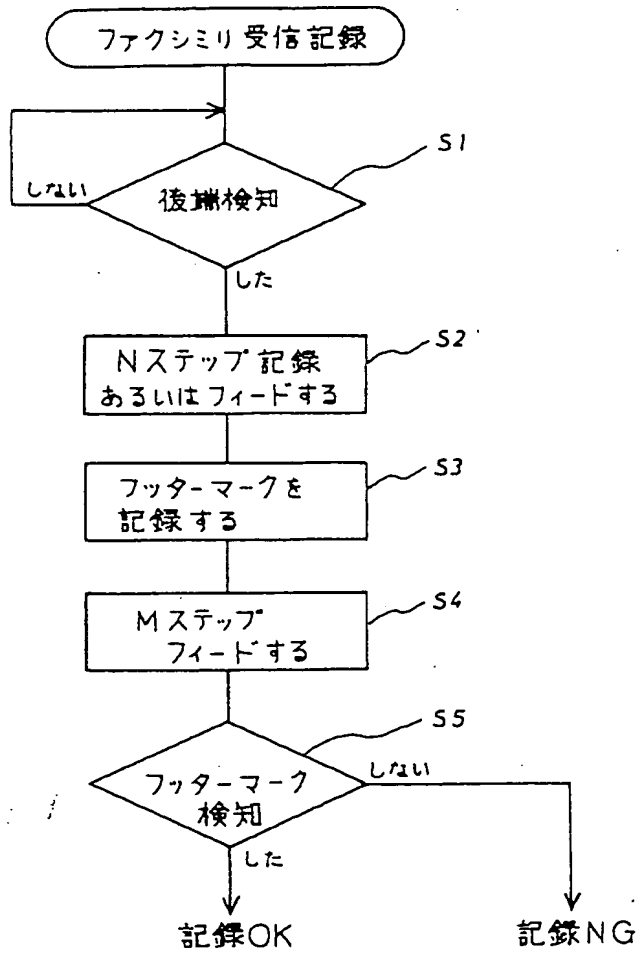 ファクシミリ受信記録
S1
しない
後端検知
した
S2
Nステップ記録
あるいはフィードする
S3
フッターマークを
記録する
S4
Mステップ
フィードする
S5
しない
フッターマーク
検知
した
記録OK
記録NG